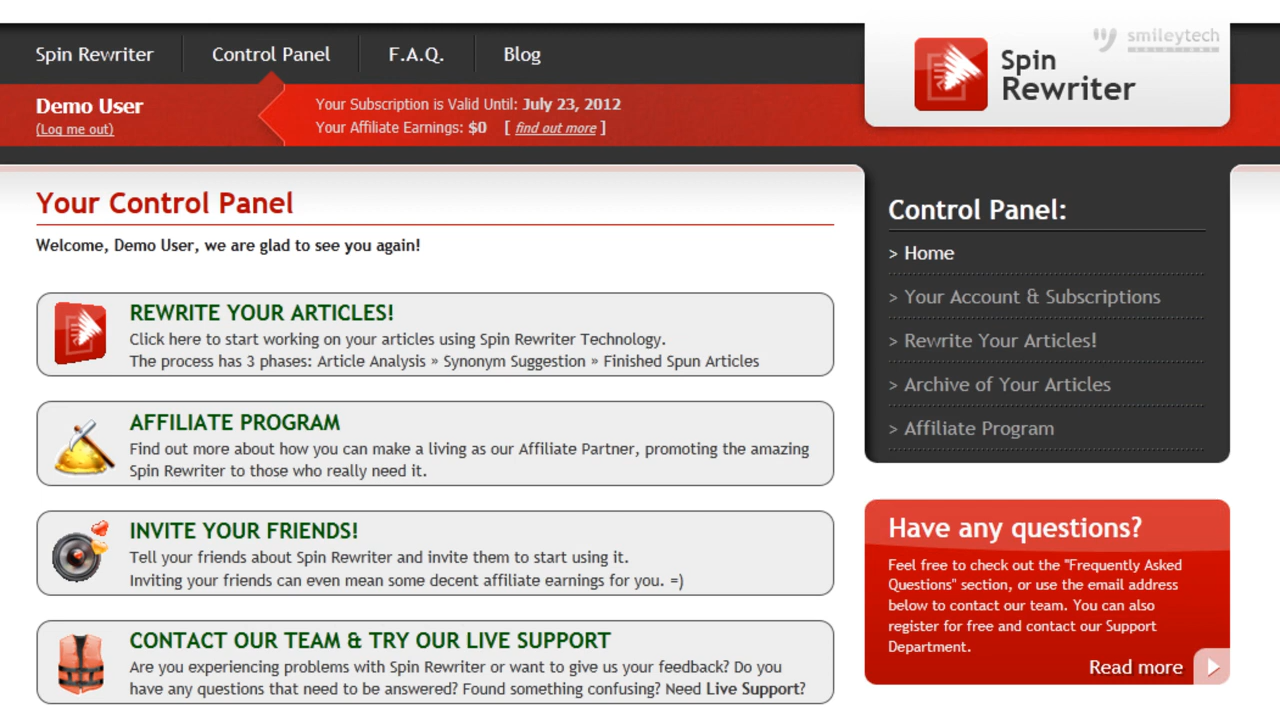 Spin Rewriter
Control Panel
F.A.Q.
Blog
smileytech
SOLUTIONS
Spin
Rewriter
Demo User
(Log me out)
Your Subscription is Valid Until: July 23, 2012
Your Affiliate Earnings: $0 [ find out more ]
Your Control Panel
Welcome, Demo User, we are glad to see you again!
REWRITE YOUR ARTICLES!
Click here to start working on your articles using Spin Rewriter Technology.
The process has 3 phases: Article Analysis » Synonym Suggestion » Finished Spun Articles
AFFILIATE PROGRAM
Find out more about how you can make a living as our Affiliate Partner, promoting the amazing
Spin Rewriter to those who really need it.
INVITE YOUR FRIENDS!
Tell your friends about Spin Rewriter and invite them to start using it.
Inviting your friends can even mean some decent affiliate earnings for you. =)
CONTACT OUR TEAM & TRY OUR LIVE SUPPORT
Are you experiencing problems with Spin Rewriter or want to give us your feedback? Do you
have any questions that need to be answered? Found something confusing? Need Live Support?
Control Panel:
> Home
> Your Account & Subscriptions
> Rewrite Your Articles!
> Archive of Your Articles
> Affiliate Program
Have any questions?
Feel free to check out the "Frequently Asked
Questions" section, or use the email address
below to contact our team. You can also
register for free and contact our Support
Department.
Read more